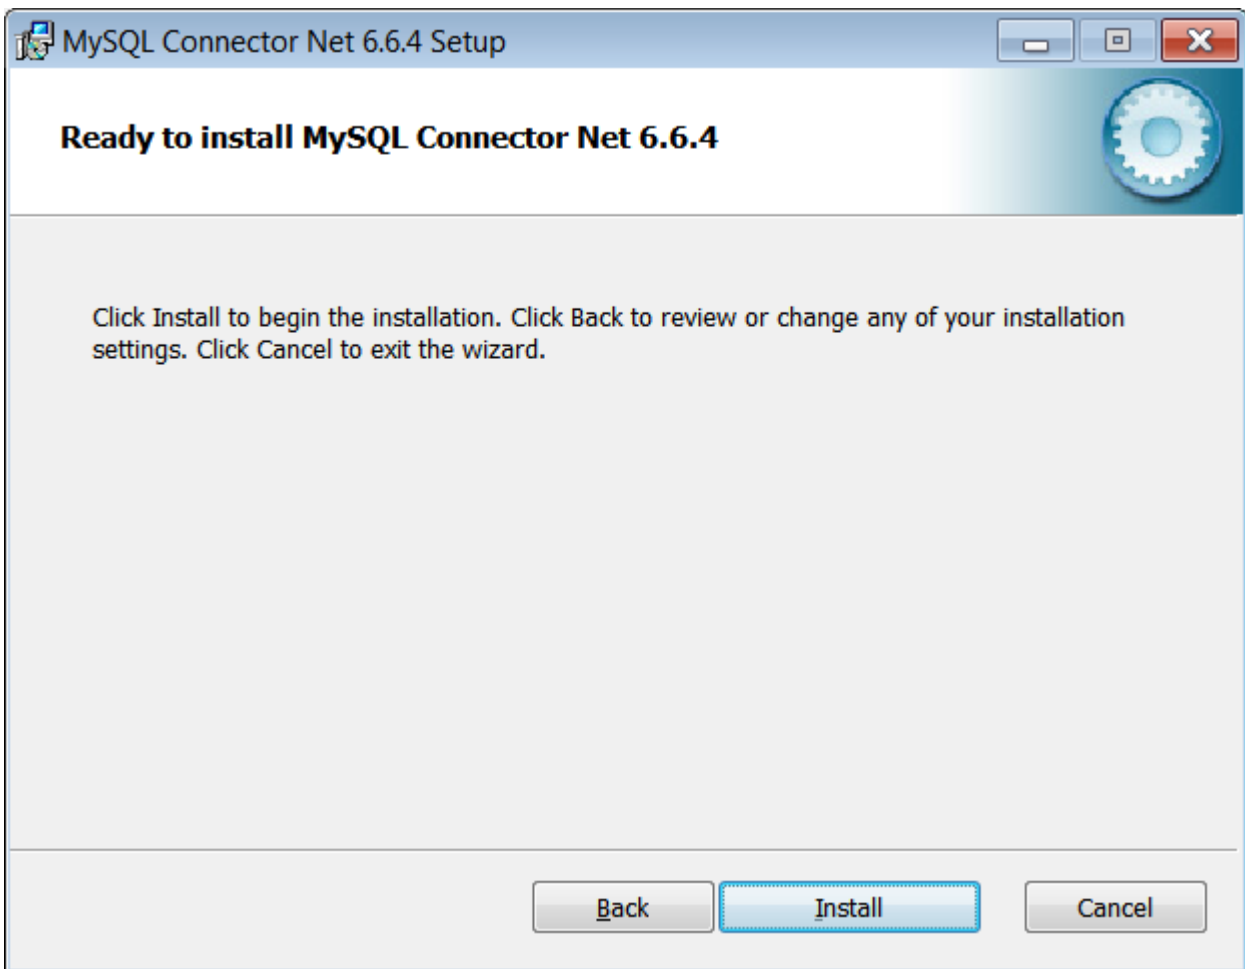 MySQL Connector Net 6.6.4 Setup
Ready to install MySQL Connector Net 6.6.4
Click Install to begin the installation. Click Back to review or change any of your installation
settings. Click Cancel to exit the wizard.
Back Install Cancel